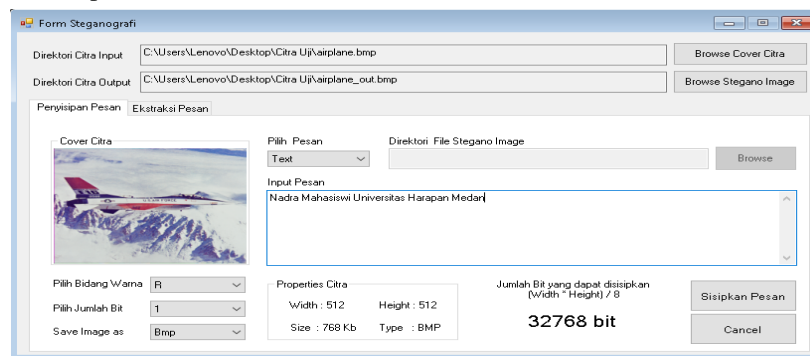 Form Steganografi
Direktori Citra Input C:\Users\Lenovo\Desktop\Citra Uji\airplane.bmp Browse Cover Citra
Direktori Citra Output C:\Users\Lenovo\Desktop\Citra Uji\airplane_out.bmp Browse Stegano Image
Penyisipan Pesan Ekstraksi Pesan
Cover Citra Pilih Pesan Direktori File Stegano Image
Text Browse
Input Pesan
Nadra Mahasiswi Universitas Harapan Medan
Pilih Bidang Warna R Properties Citra Jumlah Bit yang dapat disisipkan
(Width * Height) / 8
Pilih Jumlah Bit 1 Width : 512 Height : 512 Sisipkan Pesan
32768 bit
Save Image as Bmp Size : 768 Kb Type : BMP Cancel